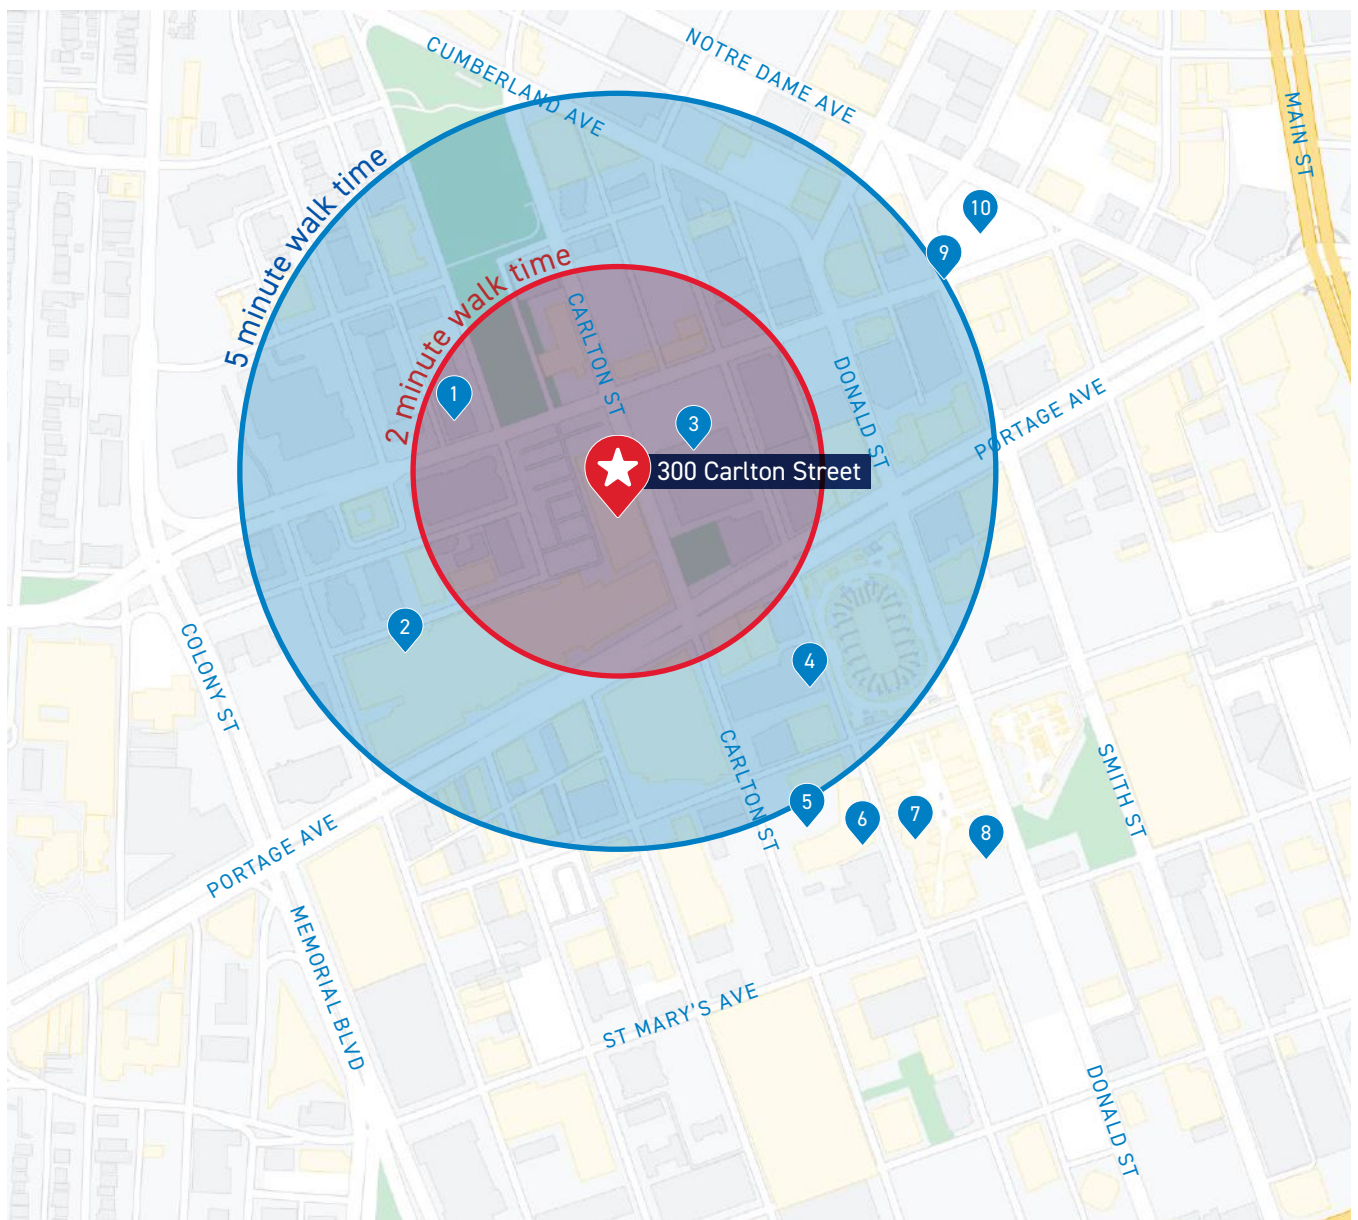 CUMBERLAND AVE
NOTRE DAME AVE
MAIN ST
5 minute walk time
10
9
2 minute walk time
CARLTON ST
DONALD ST
PORTAGE AVE
1
3
300 Carlton Street
2
COLONY ST
4
CARLTON ST
SMITH ST
5
6
7
8
PORTAGE AVE
MEMORIAL BLVD
ST MARY'S AVE
DONALD ST